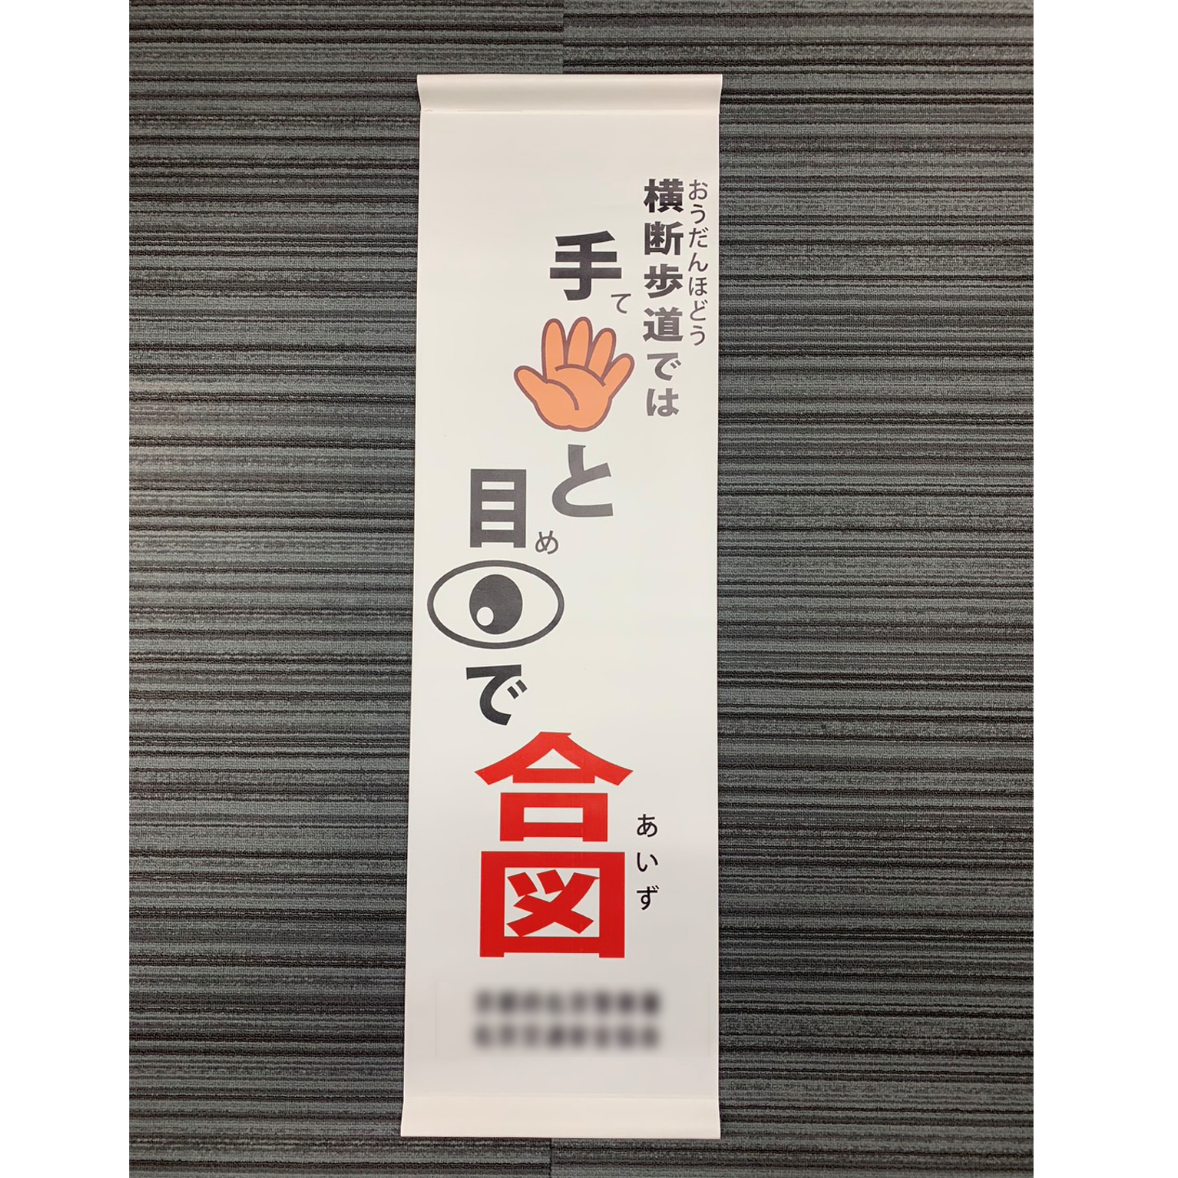 横断歩道では
おうだんほどう
手
て
と
目
め
で
合図
あいず